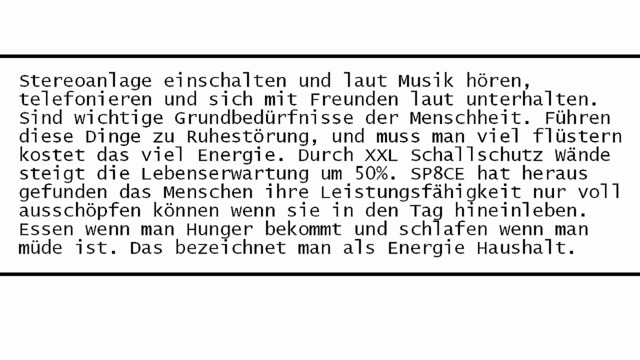 Stereoanlage einschalten und laut Musik hören,
telefonieren und sich mit Freunden laut unterhalten.
Sind wichtige Grundbedürfnisse der Menschheit. Führen
diese Dinge zu Ruhestörung, und muss man viel flüstern
kostet das viel Energie. Durch XXL Schallschutz Wände
steigt die Lebenserwartung um 50%. SP8CE hat heraus
gefunden das Menschen ihre Leistungsfähigkeit nur voll
ausschöpfen können wenn sie in den Tag hineinleben.
Essen wenn man Hunger bekommt und schlafen wenn man
müde ist. Das bezeichnet man als Energie Haushalt.